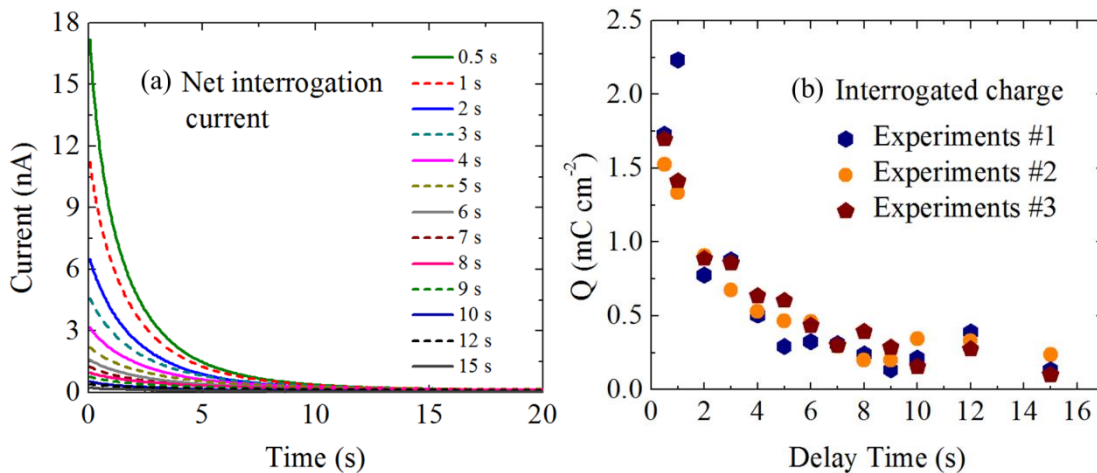 18
15
12
9
6
3
0
Current (nA)
(a) Net interrogation
current
0.5 s
1 s
2 s
3 s
4 s
5 s
6 s
7 s
8 s
9 s
10 s
12 s
15 s
0 5 10 15 20
Time (s)
2.5
2.0
1.5
1.0
0.5
0.0
Q (mC cm-2)
(b) Interrogated charge
Experiments #1
Experiments #2
Experiments #3
0 2 4 6 8 10 12 14 16
Delay Time (s)